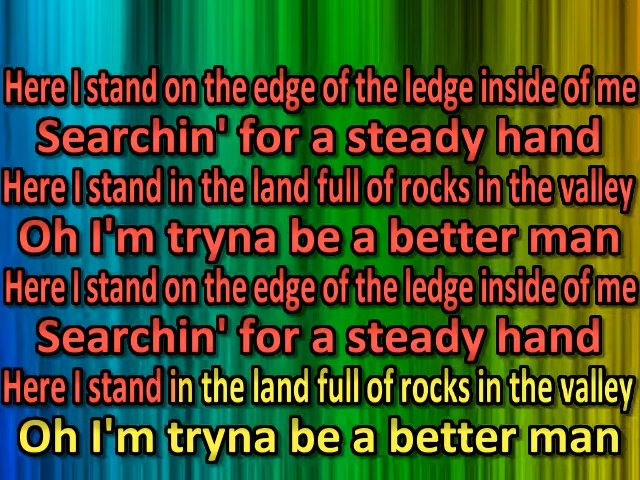 Here I stand on the edge of the ledge inside of me
Searchin' for a steady hand
Here I stand in the land full of rocks in the valley
Oh I'm tryna be a better man
Here I stand on the edge of the ledge inside of me
Searchin' for a steady hand
Here I stand in the land full of rocks in the valley
Oh I'm tryna be a better man